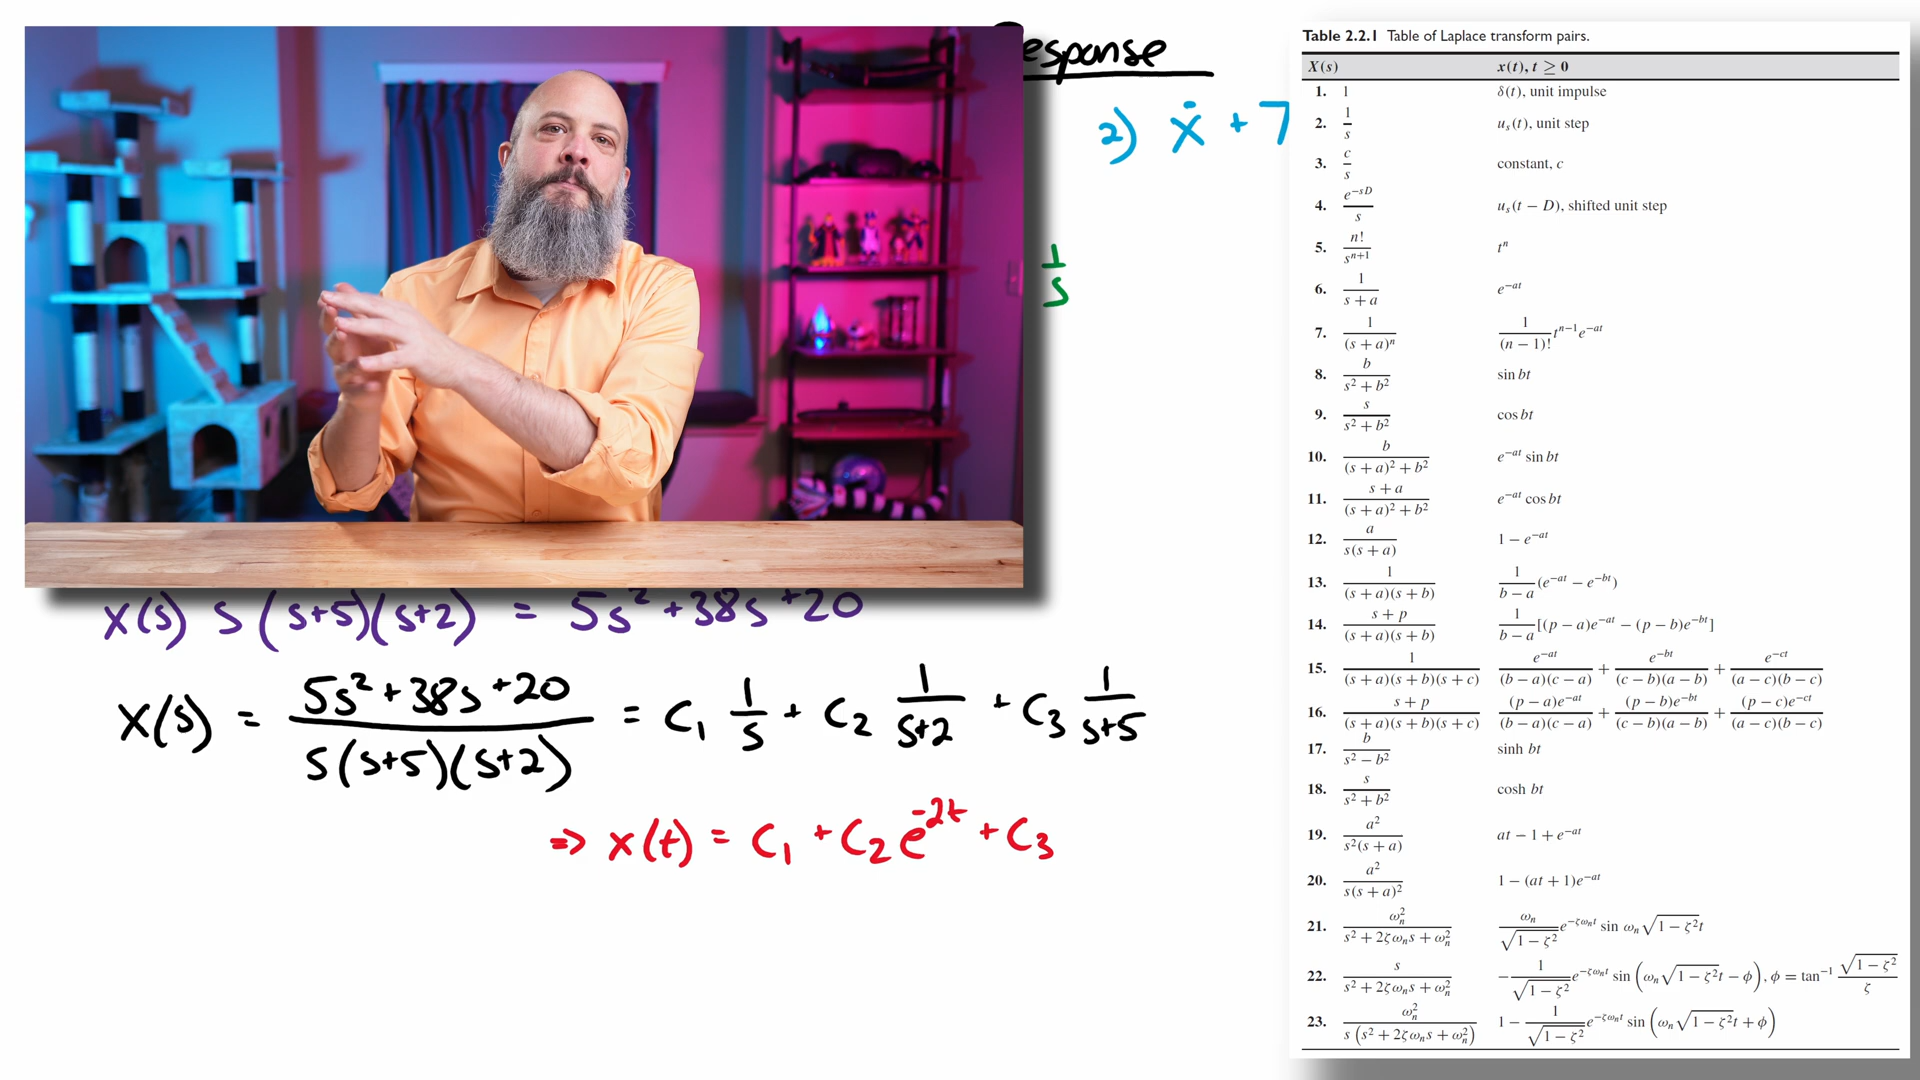 esponse
2) ẋ + 7
1/s
X(s) s(s+5)(s+2) = 5s² + 38s + 20
X(s) = (5s² + 38s + 20)/(s(s+5)(s+2)) = C₁ 1/s + C₂ 1/(s+2) + C₃ 1/(s+5)
⇒ x(t) = C₁ + C₂ e^(-2t) + C₃
Table 2.2.1 Table of Laplace transform pairs.
X(s) x(t), t ≥ 0
1. 1 δ(t), unit impulse
2. 1/s u_s(t), unit step
3. c/s constant, c
4. e^(-sD)/s u_s(t − D), shifted unit step
5. n!/s^(n+1) t^n
6. 1/(s + a) e^(-at)
7. 1/(s + a)^n 1/(n − 1)! t^(n−1) e^(-at)
8. b/(s² + b²) sin bt
9. s/(s² + b²) cos bt
10. b/((s + a)² + b²) e^(-at) sin bt
11. (s + a)/((s + a)² + b²) e^(-at) cos bt
12. a/(s(s + a)) 1 − e^(-at)
13. 1/((s + a)(s + b)) 1/(b − a) (e^(-at) − e^(-bt))
14. (s + p)/((s + a)(s + b)) 1/(b − a) [(p − a)e^(-at) − (p − b)e^(-bt)]
15. 1/((s + a)(s + b)(s + c)) e^(-at)/((b − a)(c − a)) + e^(-bt)/((c − b)(a − b)) + e^(-ct)/((a − c)(b − c))
16. (s + p)/((s + a)(s + b)(s + c)) (p − a)e^(-at)/((b − a)(c − a)) + (p − b)e^(-bt)/((c − b)(a − b)) + (p − c)e^(-ct)/((a − c)(b − c))
17. b/(s² − b²) sinh bt
18. s/(s² + b²) cosh bt
19. a²/(s²(s + a)) at − 1 + e^(-at)
20. a²/(s(s + a)²) 1 − (at + 1)e^(-at)
21. ω_n²/(s² + 2ζω_n s + ω_n²) ω_n/√(1 − ζ²) e^(-ζω_n t) sin ω_n√(1 − ζ²)t
22. s/(s² + 2ζω_n s + ω_n²) −1/√(1 − ζ²) e^(-ζω_n t) sin (ω_n√(1 − ζ²)t − φ), φ = tan⁻¹ √(1 − ζ²)/ζ
23. ω_n²/(s(s² + 2ζω_n s + ω_n²)) 1 − 1/√(1 − ζ²) e^(-ζω_n t) sin (ω_n√(1 − ζ²)t + φ)